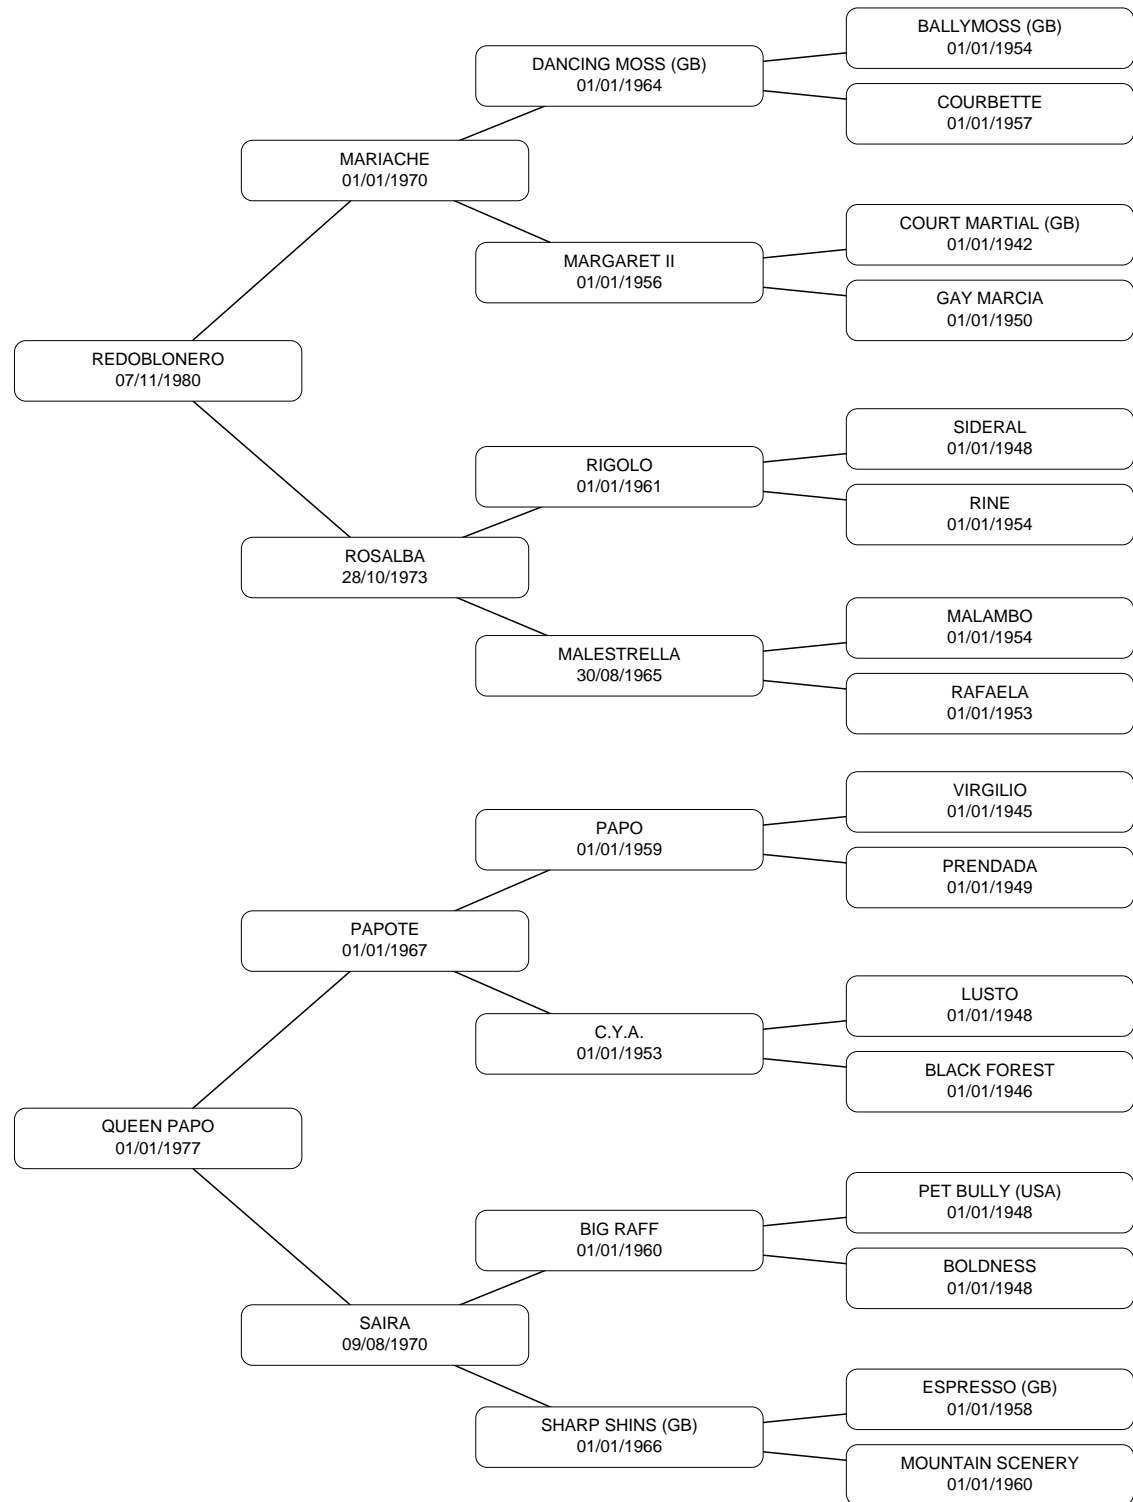 BALLYMOSS (GB)
01/01/1954
DANCING MOSS (GB)
01/01/1964
COURBETTE
01/01/1957
MARIACHE
01/01/1970
COURT MARTIAL (GB)
01/01/1942
MARGARET II
01/01/1956
GAY MARCIA
01/01/1950
REDOBLONERO
07/11/1980
SIDERAL
01/01/1948
RIGOLO
01/01/1961
RINE
01/01/1954
ROSALBA
28/10/1973
MALAMBO
01/01/1954
MALESTRELLA
30/08/1965
RAFAELA
01/01/1953
VIRGILIO
01/01/1945
PAPO
01/01/1959
PRENDADA
01/01/1949
PAPOTE
01/01/1967
LUSTO
01/01/1948
C.Y.A.
01/01/1953
BLACK FOREST
01/01/1946
QUEEN PAPO
01/01/1977
PET BULLY (USA)
01/01/1948
BIG RAFF
01/01/1960
BOLDNESS
01/01/1948
SAIRA
09/08/1970
ESPRESSO (GB)
01/01/1958
SHARP SHINS (GB)
01/01/1966
MOUNTAIN SCENERY
01/01/1960